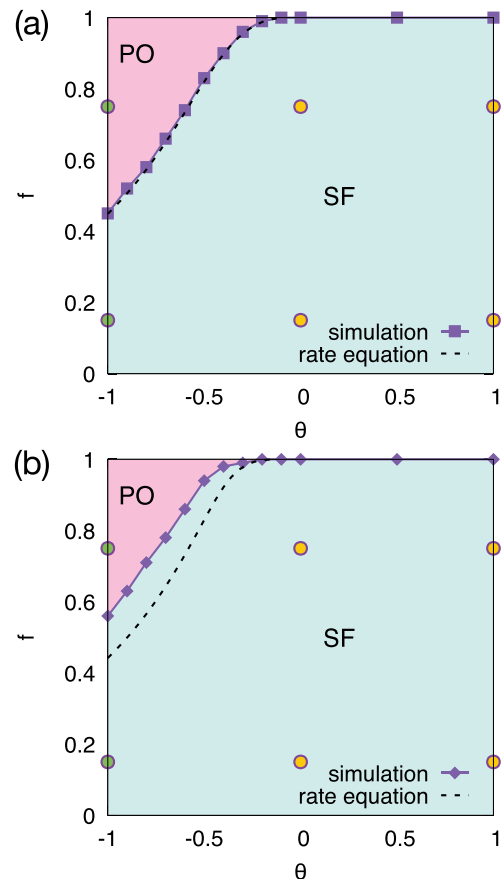 (a)
1
PO
0.8
0.6
f
SF
0.4
0.2
simulation
rate equation
0
-1 -0.5 0 0.5 1
θ
(b)
1
PO
0.8
0.6
f
SF
0.4
0.2
simulation
rate equation
0
-1 -0.5 0 0.5 1
θ